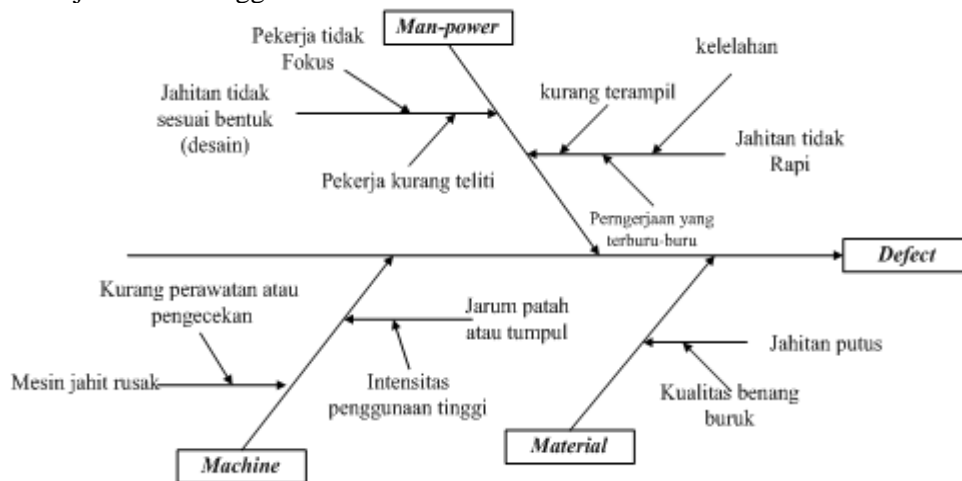 Man-power
Pekerja tidak
Fokus
kelelahan
Jahitan tidak
sesuai bentuk
(desain)
kurang terampil
Jahitan tidak
Rapi
Pekerja kurang teliti
Perngerjaan yang
terburu-buru
Defect
Kurang perawatan atau
pengecekan
Jarum patah
atau tumpul
Jahitan putus
Mesin jahit rusak
Intensitas
penggunaan tinggi
Kualitas benang
buruk
Machine
Material